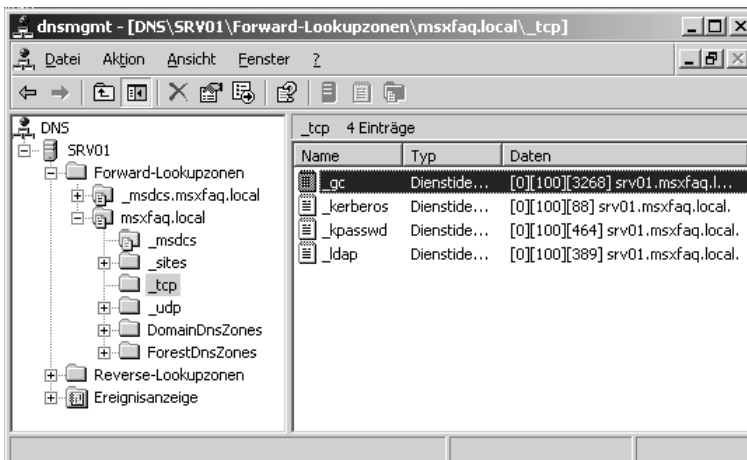 dnsmgmt - [DNS\SRV01\Forward-Lookupzonen\msxfaq.local\_tcp]
Datei Aktion Ansicht Fenster ?
DNS
SRV01
Forward-Lookupzonen
_msdcs.msxfaq.local
msxfaq.local
_msdcs
_sites
_tcp
_udp
DomainDnsZones
ForestDnsZones
Reverse-Lookupzonen
Ereignisanzeige
_tcp 4 Einträge
Name Typ Daten
_gc Dienstide... [0][100][3268] srv01.msxfaq.l...
_kerberos Dienstide... [0][100][88] srv01.msxfaq.local.
_kpasswd Dienstide... [0][100][464] srv01.msxfaq.local.
_ldap Dienstide... [0][100][389] srv01.msxfaq.local.